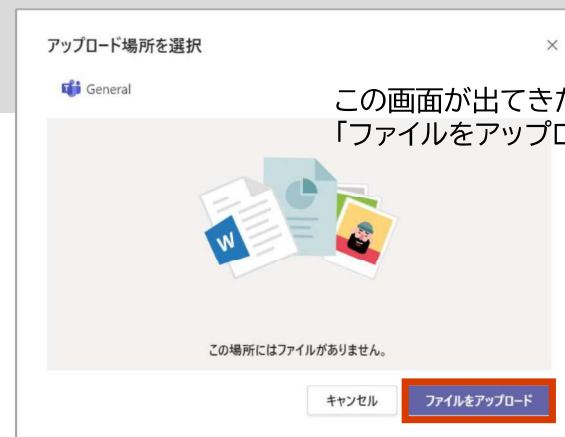 アップロード場所を選択
General
この画面が出てきた
「ファイルをアップロ
W
この場所にはファイルがありません。
キャンセル
ファイルをアップロード